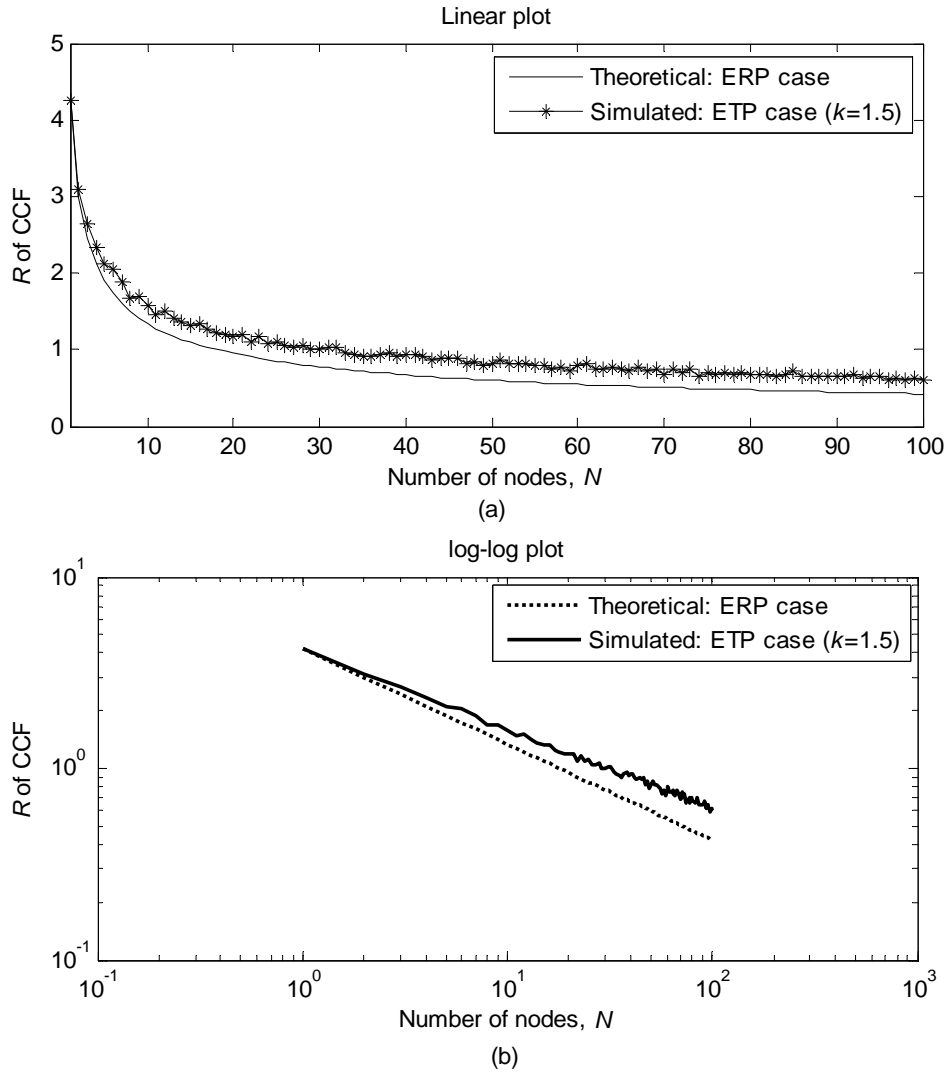 Linear plot
5
4
3
2
1
0
R of CCF
Theoretical: ERP case
Simulated: ETP case (k=1.5)
10 20 30 40 50 60 70 80 90 100
Number of nodes, N
(a)
log-log plot
10^1
10^0
10^-1
R of CCF
Theoretical: ERP case
Simulated: ETP case (k=1.5)
10^-1 10^0 10^1 10^2 10^3
Number of nodes, N
(b)